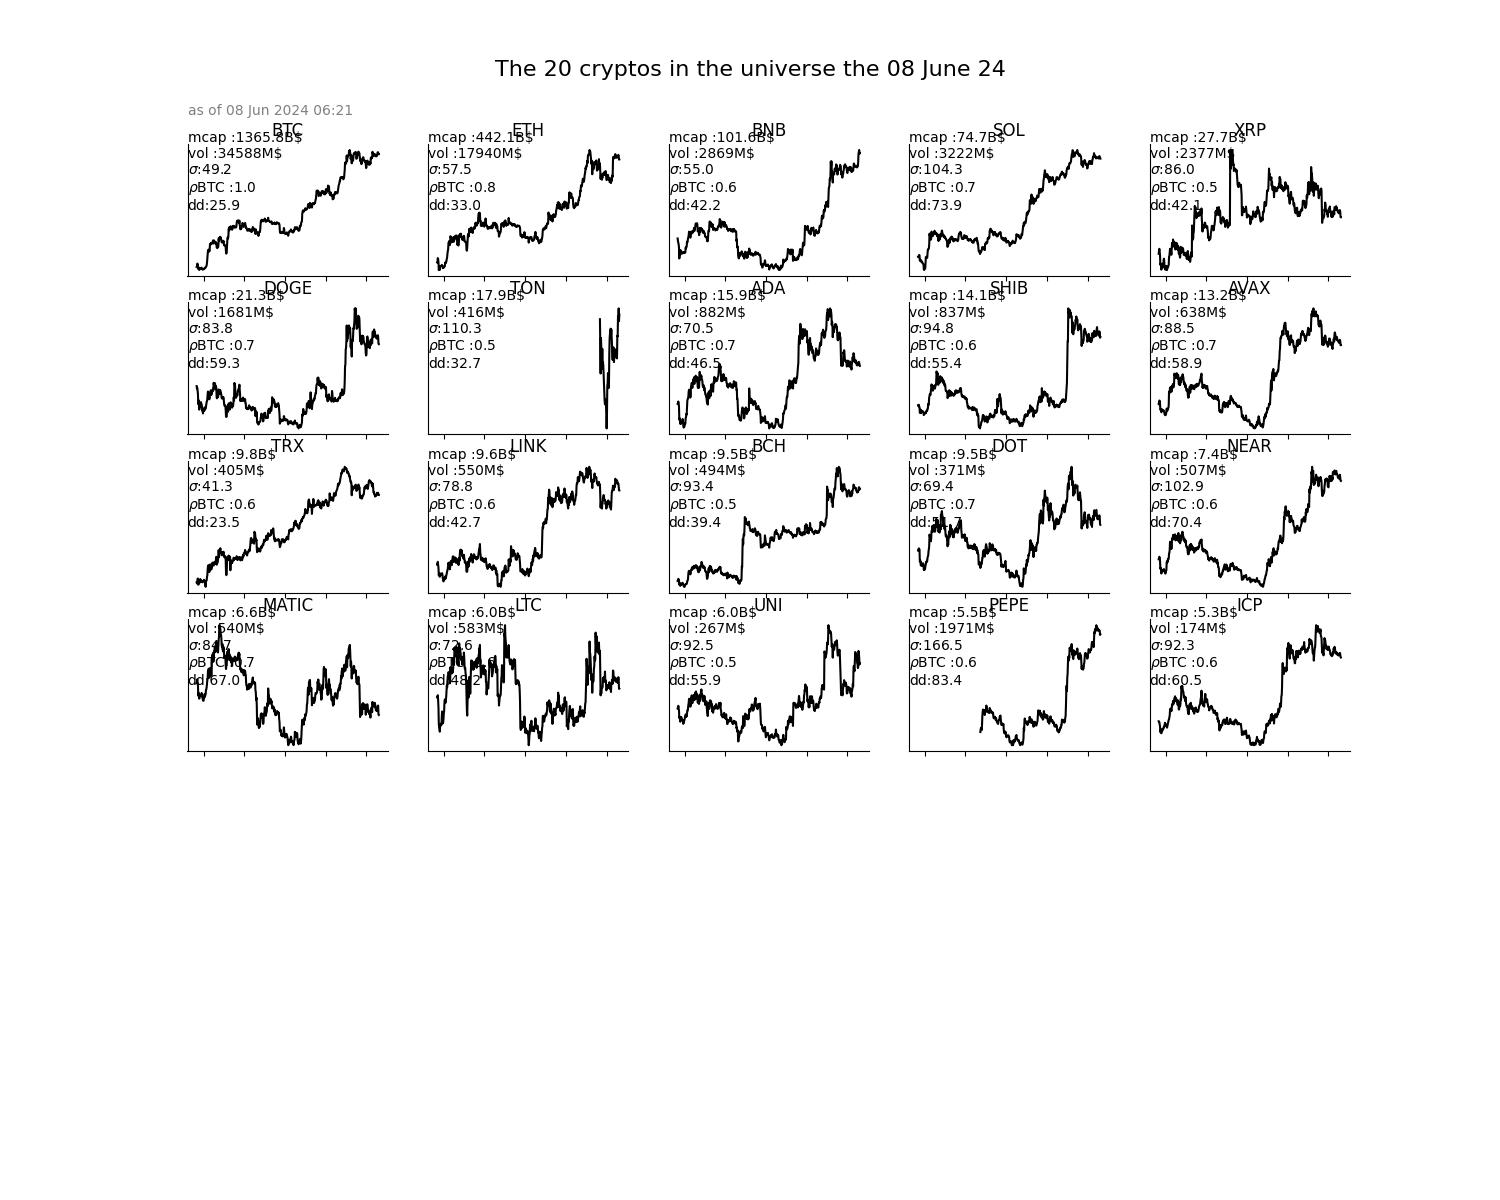 The 20 cryptos in the universe the 08 June 24
as of 08 Jun 2024 06:21
BTC
mcap :1365.8B$
vol :34588M$
σ:49.2
ρBTC :1.0
dd:25.9
ETH
mcap :442.1B$
vol :17940M$
σ:57.5
ρBTC :0.8
dd:33.0
BNB
mcap :101.6B$
vol :2869M$
σ:55.0
ρBTC :0.6
dd:42.2
SOL
mcap :74.7B$
vol :3222M$
σ:104.3
ρBTC :0.7
dd:73.9
XRP
mcap :27.7B$
vol :2377M$
σ:86.0
ρBTC :0.5
dd:42.1
DOGE
mcap :21.3B$
vol :1681M$
σ:83.8
ρBTC :0.7
dd:59.3
TON
mcap :17.9B$
vol :416M$
σ:110.3
ρBTC :0.5
dd:32.7
ADA
mcap :15.9B$
vol :882M$
σ:70.5
ρBTC :0.7
dd:46.5
SHIB
mcap :14.1B$
vol :837M$
σ:94.8
ρBTC :0.6
dd:55.4
AVAX
mcap :13.2B$
vol :638M$
σ:88.5
ρBTC :0.7
dd:58.9
TRX
mcap :9.8B$
vol :405M$
σ:41.3
ρBTC :0.6
dd:23.5
LINK
mcap :9.6B$
vol :550M$
σ:78.8
ρBTC :0.6
dd:42.7
BCH
mcap :9.5B$
vol :494M$
σ:93.4
ρBTC :0.5
dd:39.4
DOT
mcap :9.5B$
vol :371M$
σ:69.4
ρBTC :0.7
NEAR
mcap :7.4B$
vol :507M$
σ:102.9
ρBTC :0.6
dd:70.4
MATIC
mcap :6.6B$
vol :540M$
ρBTC :0.7
dd:67.0
LTC
mcap :6.0B$
vol :583M$
σ:72.6
dd:48.2
UNI
mcap :6.0B$
vol :267M$
σ:92.5
ρBTC :0.5
dd:55.9
PEPE
mcap :5.5B$
vol :1971M$
σ:166.5
ρBTC :0.6
dd:83.4
ICP
mcap :5.3B$
vol :174M$
σ:92.3
ρBTC :0.6
dd:60.5